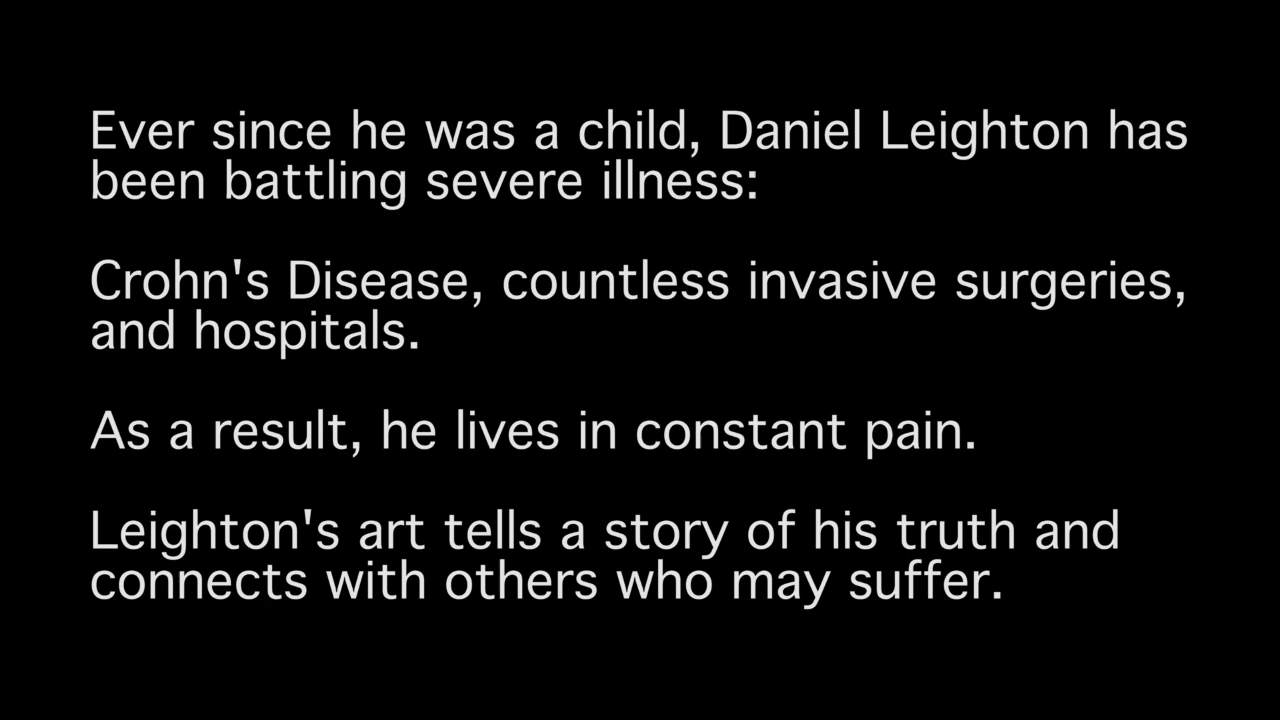 Ever since he was a child, Daniel Leighton has
been battling severe illness:
Crohn's Disease, countless invasive surgeries,
and hospitals.
As a result, he lives in constant pain.
Leighton's art tells a story of his truth and
connects with others who may suffer.